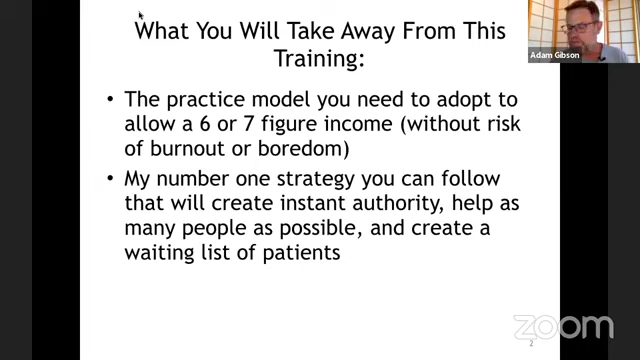 What You Will Take Away From This
Training:
• The practice model you need to adopt to
allow a 6 or 7 figure income (without risk
of burnout or boredom)
• My number one strategy you can follow
that will create instant authority, help as
many people as possible, and create a
waiting list of patients
Adam Gibson
zoom
2